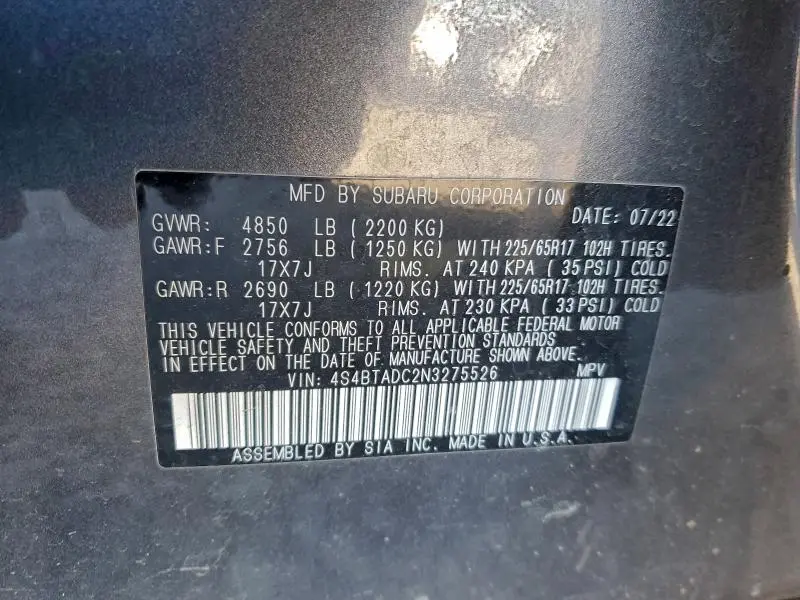 MFD BY SUBARU CORPORATION
DATE: 07/22
GVWR: 4850 LB ( 2200 KG)
GAWR:F 2756 LB ( 1250 KG) WITH 225/65R17 102H TIRES.
17X7J RIMS. AT 240 KPA ( 35 PSI) COLD
GAWR:R 2690 LB ( 1220 KG) WITH 225/65R17 102H TIRES.
17X7J RIMS. AT 230 KPA ( 33 PSI) COLD
THIS VEHICLE CONFORMS TO ALL APPLICABLE FEDERAL MOTOR
VEHICLE SAFETY AND THEFT PREVENTION STANDARDS
IN EFFECT ON THE DATE OF MANUFACTURE SHOWN ABOVE.
VIN: 4S4BTADC2N3275526 MPV
ASSEMBLED BY SIA INC. MADE IN U.S.A.